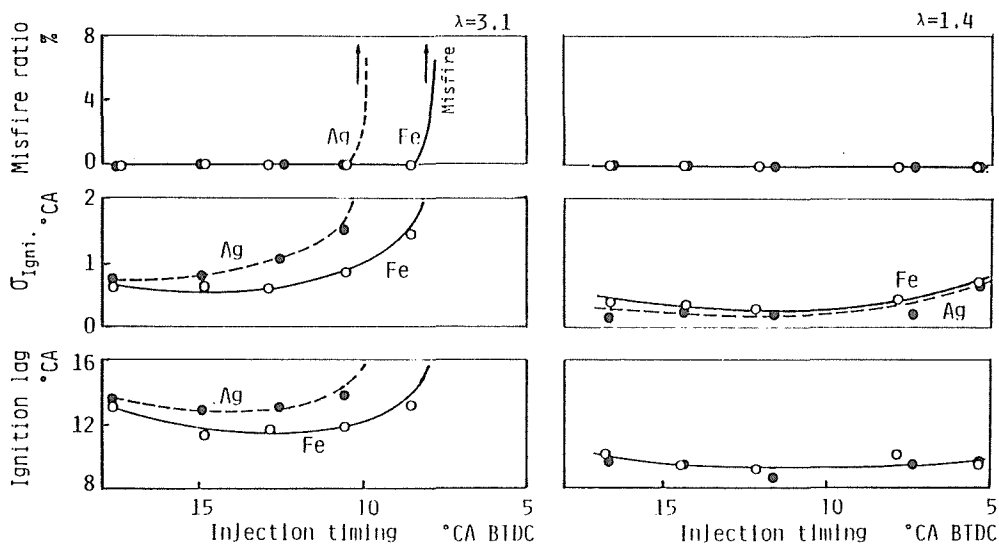 λ=3.1
λ=1.4
Misfire ratio
%
8
4
0
Ag
Fe
Misfire
σIgni.
°CA
2
1
0
Ag
Fe
Fe
Ag
Ignition lag
°CA
16
12
8
Ag
Fe
15
10
5
15
10
5
Injection timing
°CA BTDC
Injection timing
°CA BTDC